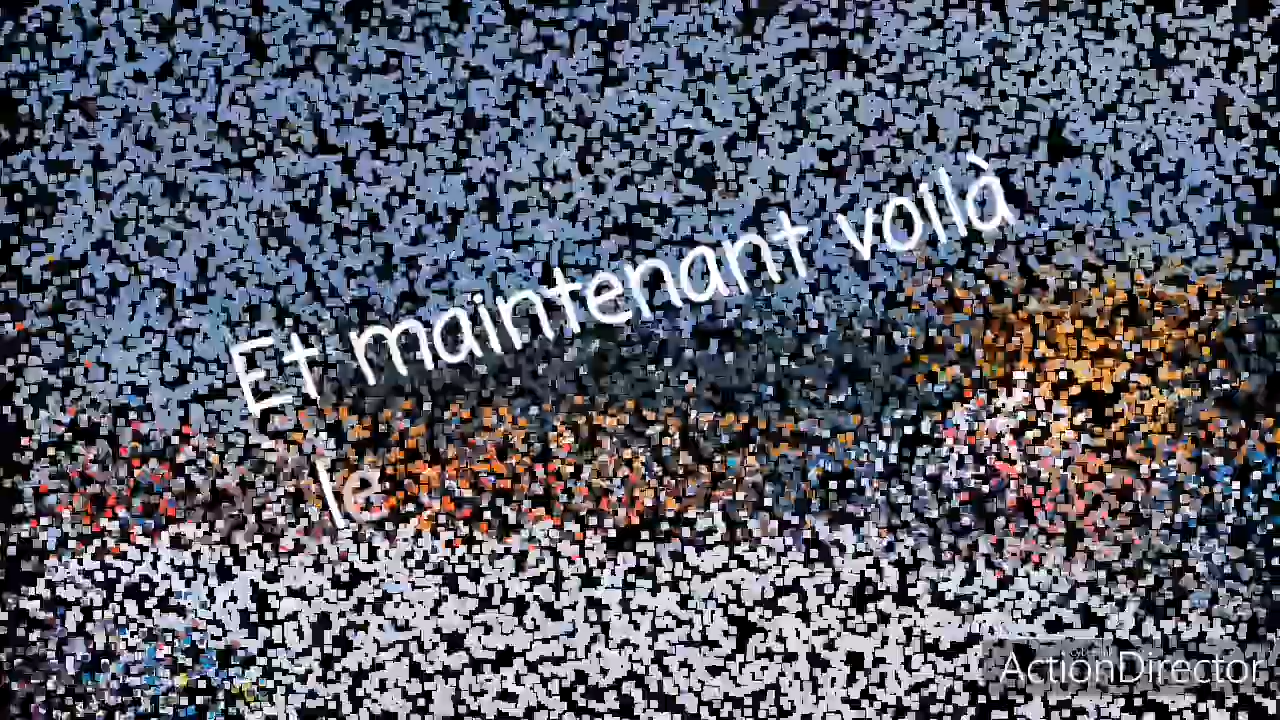 Et maintenant voilà
le
ActionDirector